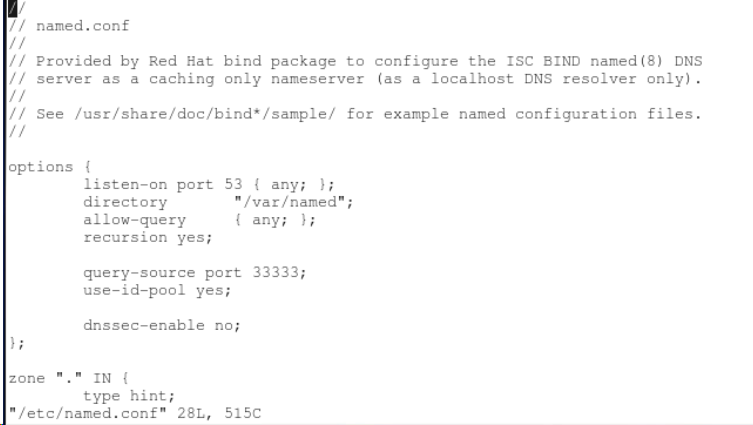 //
// named.conf
//
// Provided by Red Hat bind package to configure the ISC BIND named(8) DNS
// server as a caching only nameserver (as a localhost DNS resolver only).
//
// See /usr/share/doc/bind*/sample/ for example named configuration files.
//
options {
        listen-on port 53 { any; };
        directory       "/var/named";
        allow-query     { any; };
        recursion yes;
        query-source port 33333;
        use-id-pool yes;
        dnssec-enable no;
};
zone "." IN {
        type hint;
"/etc/named.conf" 28L, 515C